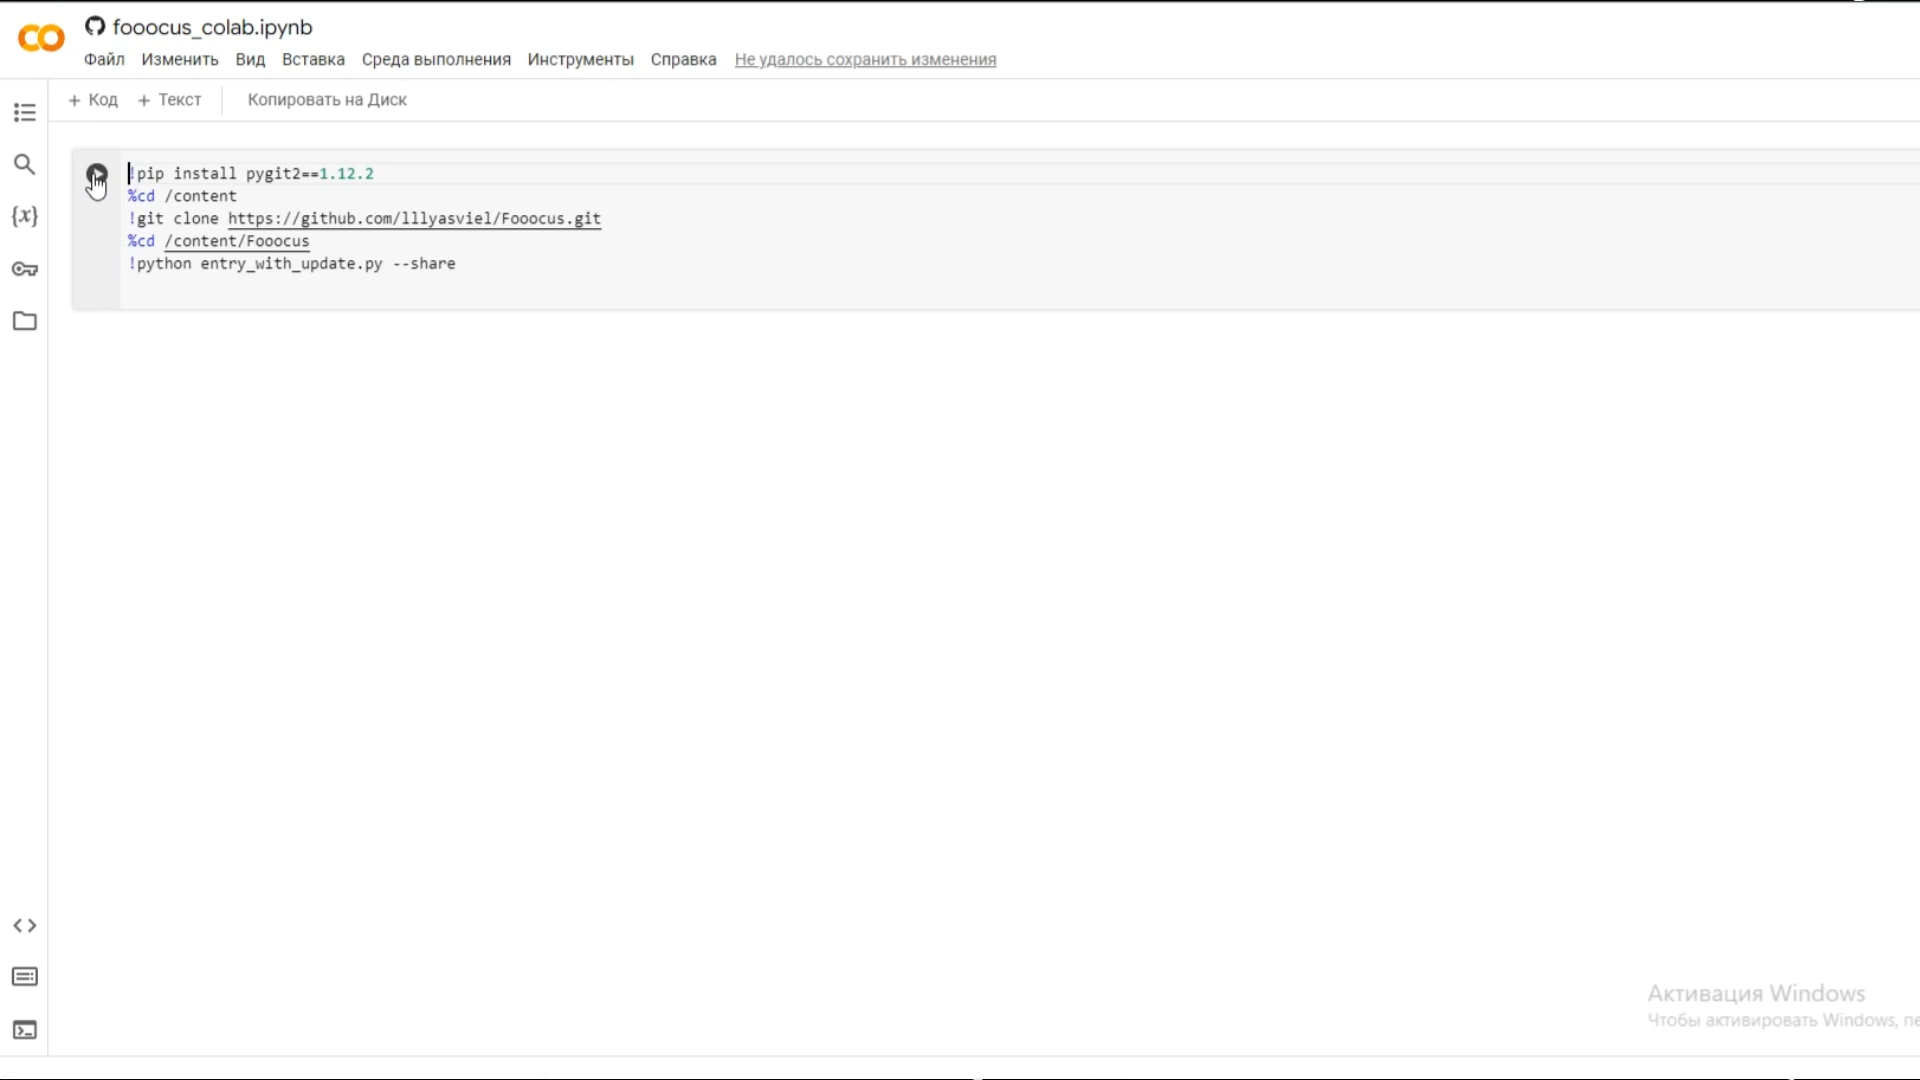 fooocus_colab.ipynb
Файл Изменить Вид Вставка Среда выполнения Инструменты Справка Не удалось сохранить изменения
+ Код + Текст Копировать на Диск
!pip install pygit2==1.12.2
%cd /content
!git clone https://github.com/lllyasviel/Fooocus.git
%cd /content/Fooocus
!python entry_with_update.py --share
{x}
Активация Windows
Чтобы активировать Windows, пе